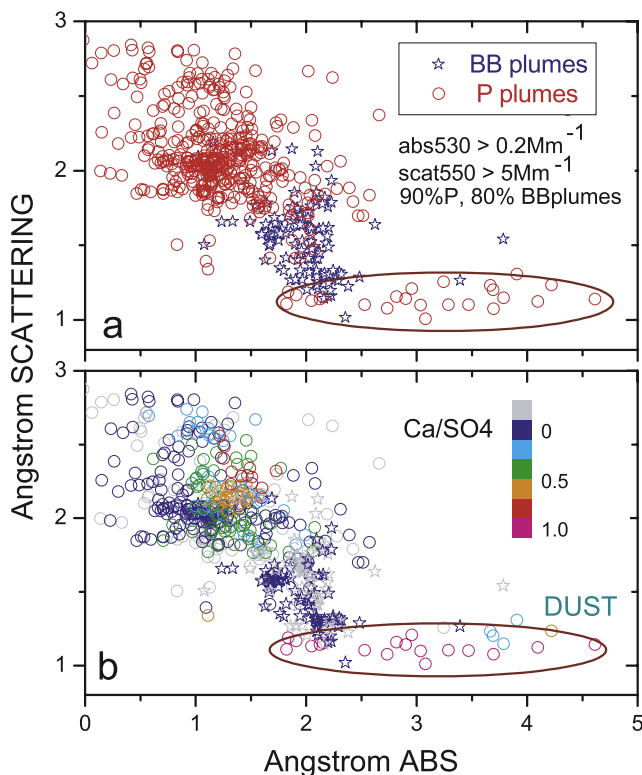 3
BB plumes
P plumes
abs530 > 0.2Mm-1
scat550 > 5Mm-1
90%P, 80% BBplumes
2
1
a
Angstrom SCATTERING
3
Ca/SO4
0
0.5
1.0
2
DUST
1
b
0 1 2 3 4 5
Angstrom ABS